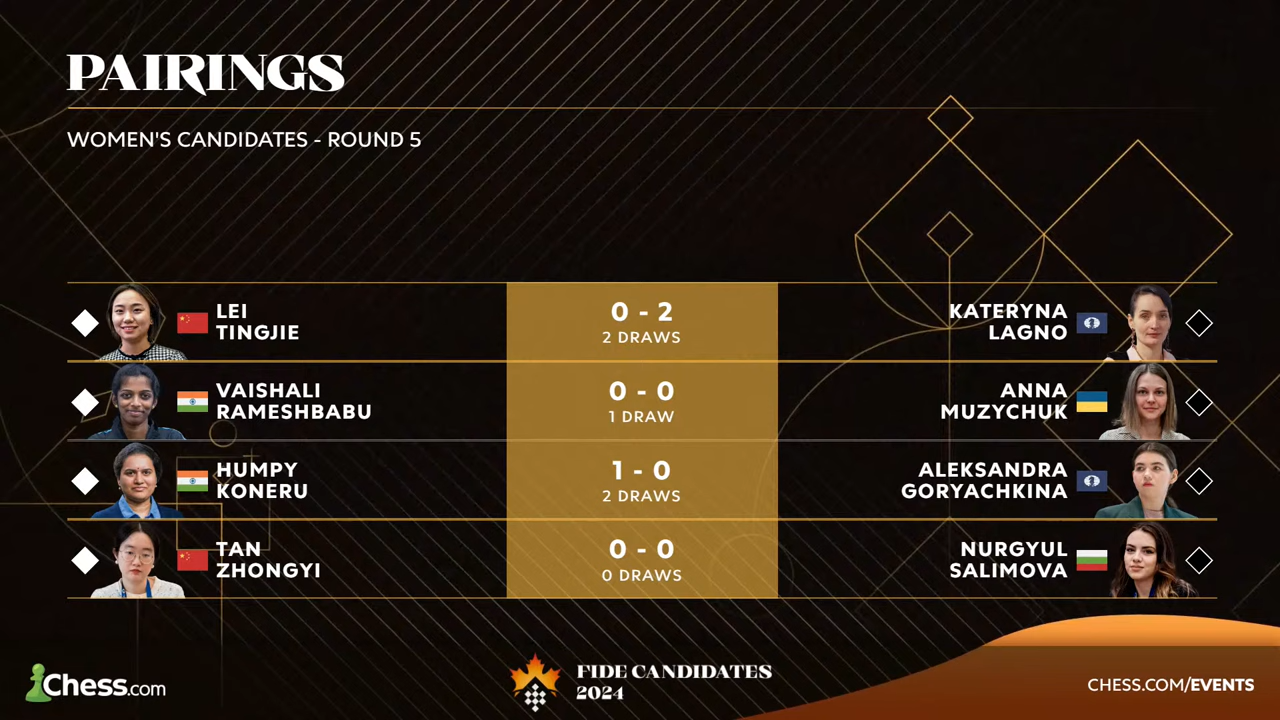 PAIRINGS
WOMEN'S CANDIDATES - ROUND 5
LEI
TINGJIE
0 - 2
2 DRAWS
KATERYNA
LAGNO
VAISHALI
RAMESHBABU
0 - 0
1 DRAW
ANNA
MUZYCHUK
HUMPY
KONERU
1 - 0
2 DRAWS
ALEKSANDRA
GORYACHKINA
TAN
ZHONGYI
0 - 0
0 DRAWS
NURGYUL
SALIMOVA
Chess.com
FIDE CANDIDATES
2024
CHESS.COM/EVENTS